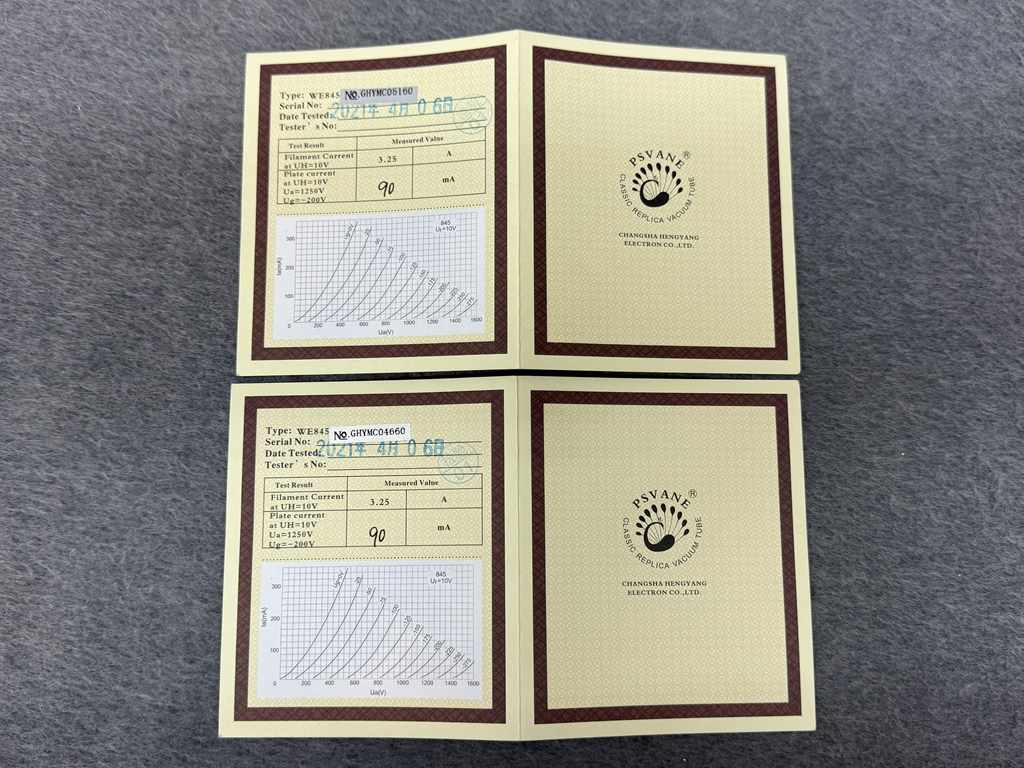 Type: WE845 №.GHYMC05160
Serial No:
Date Tested: 2021年 4月 0 6日
Tester's No:
Test Result Measured Value
Filament Current
at UH=10V
3.25 A
Plate current
at UH=10V
Ua=1250V
Ug=-200V
90 mA
845
U₁=10V
Ia(mA)
300
200
100
0 200 400 600 800 1000 1200 1400 1600
Ua(V)
PSVANE®
CLASSIC REPLICA VACUUM TUBE
CHANGSHA HENGYANG
ELECTRON CO.,LTD.
Type: WE845 №.GHYMC04660
Serial No:
Date Tested: 2021年 4月 0 6日
Tester's No:
Test Result Measured Value
Filament Current
at UH=10V
3.25 A
Plate current
at UH=10V
Ua=1250V
Ug=-200V
90 mA
845
U₁=10V
Ia(mA)
300
200
100
0 200 400 600 800 1000 1200 1400 1600
Ua(V)
PSVANE®
CLASSIC REPLICA VACUUM TUBE
CHANGSHA HENGYANG
ELECTRON CO.,LTD.